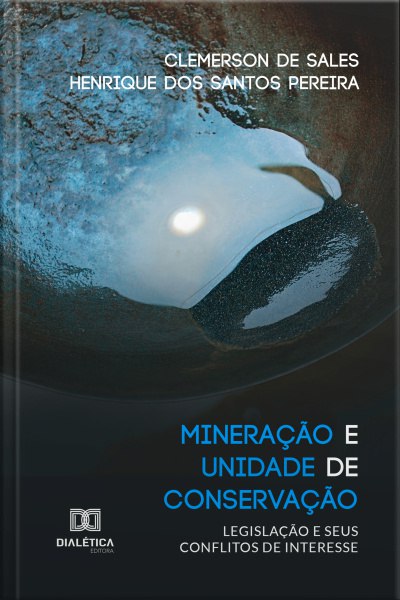 CLEMERSON DE SALES
HENRIQUE DOS SANTOS PEREIRA
MINERAÇÃO E
UNIDADE DE
CONSERVAÇÃO
LEGISLAÇÃO E SEUS
CONFLITOS DE INTERESSE
DIALÉTICA
EDITORA